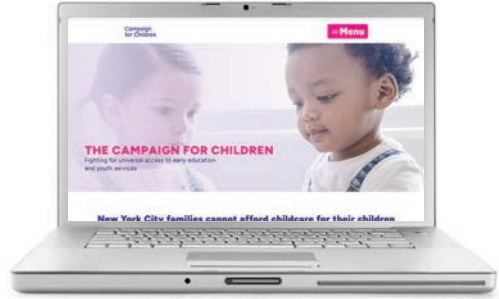 Campaign
for Children
≡ Menu
THE CAMPAIGN FOR CHILDREN
Fighting for universal access to early education
and youth services
New York City families cannot afford childcare for their children